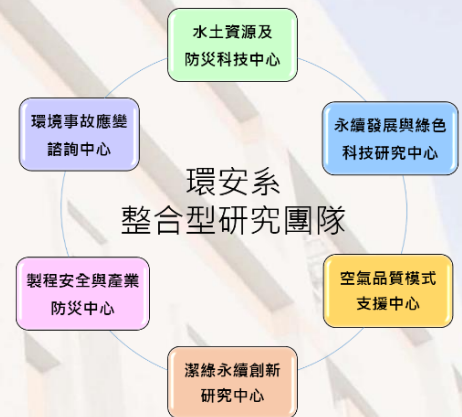 水土資源及
防災科技中心
環境事故應變
諮詢中心
永續發展與綠色
科技研究中心
環安系
整合型研究團隊
製程安全與產業
防災中心
空氣品質模式
支援中心
潔綠永續創新
研究中心